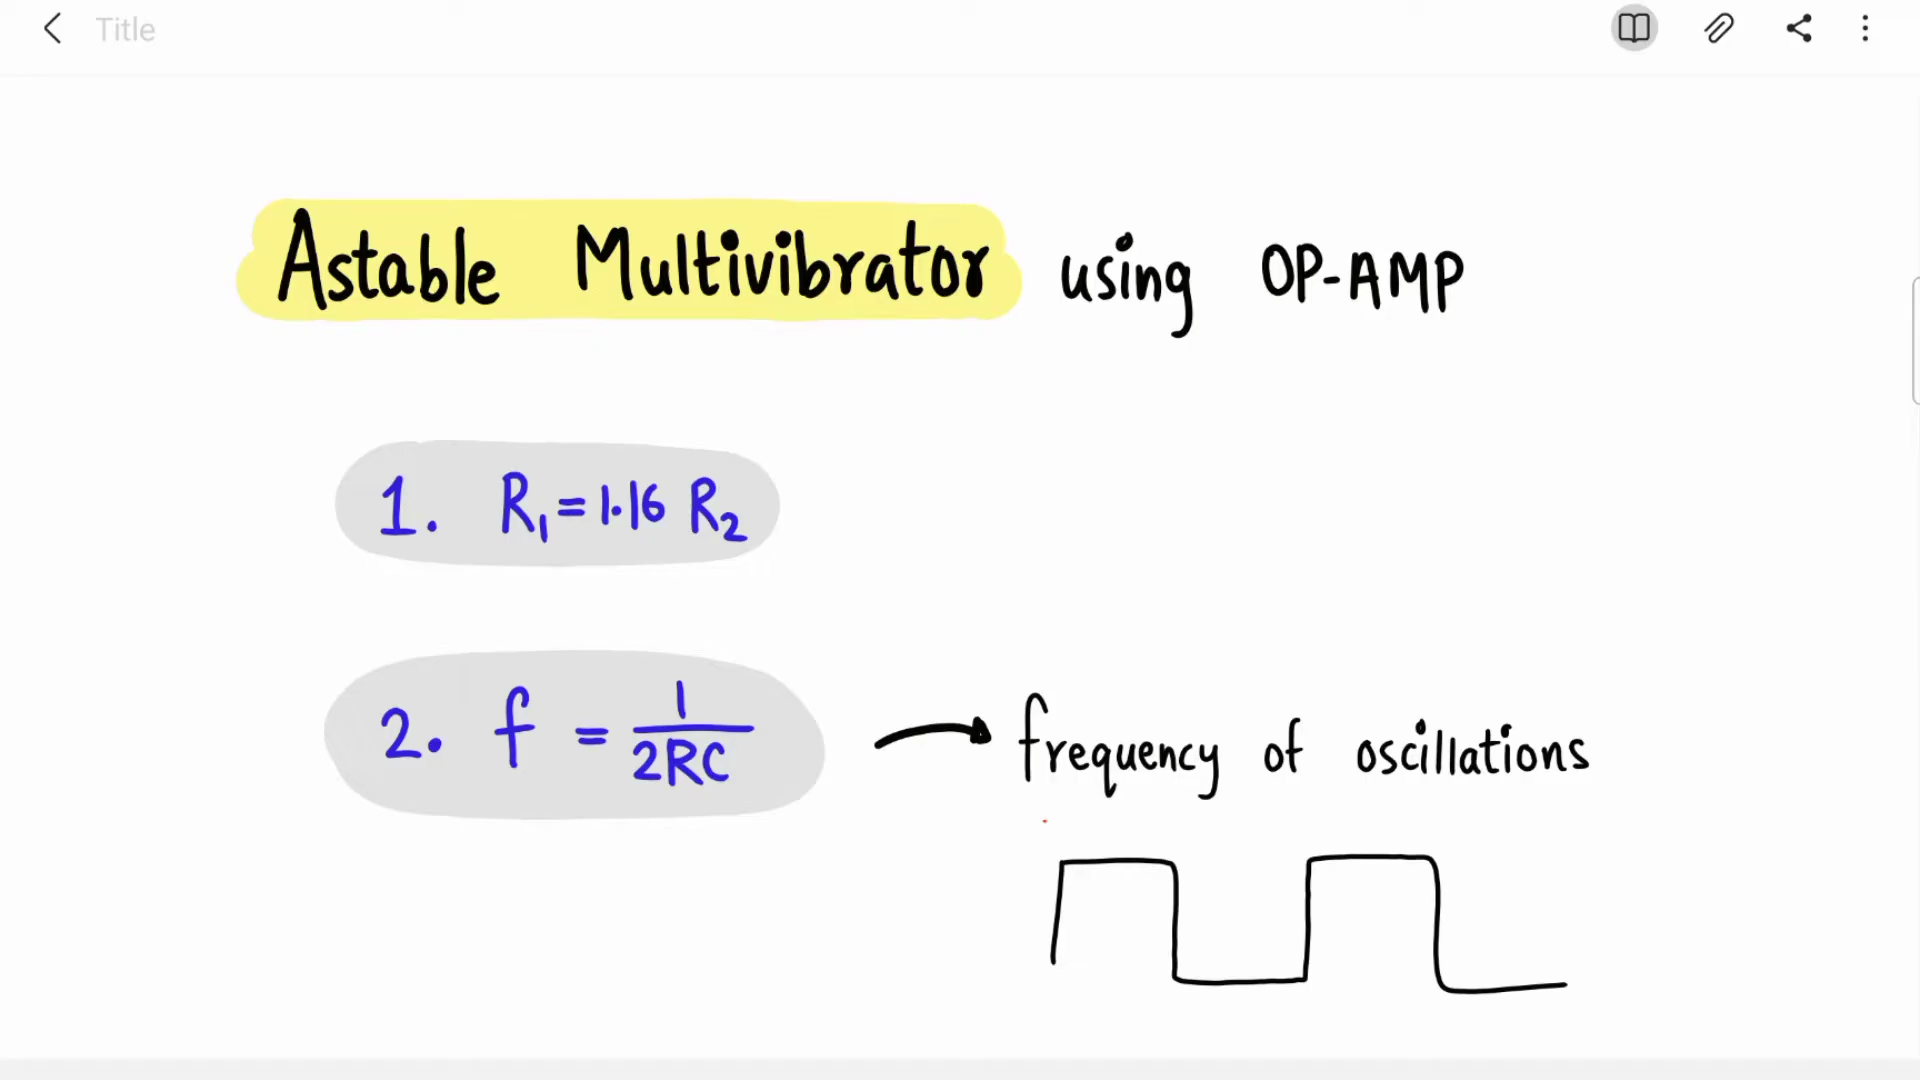 Title
Astable Multivibrator using OP-AMP
1. R₁ = 1.16 R₂
2. f = 1/2RC → frequency of oscillations